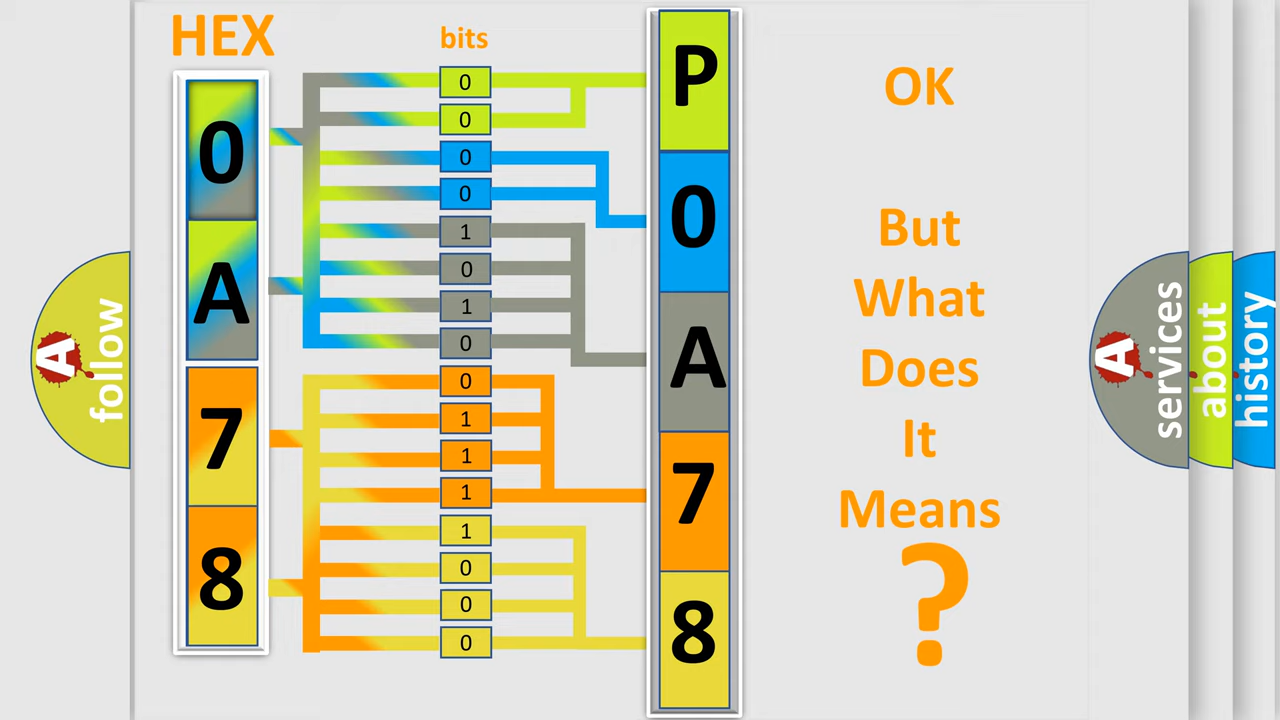 HEX
bits
0
A
7
8
0
0
0
0
1
0
1
0
0
1
1
1
1
0
0
0
P
0
A
7
8
OK
But
What
Does
It
Means
?
A
follow
A
services
about
history